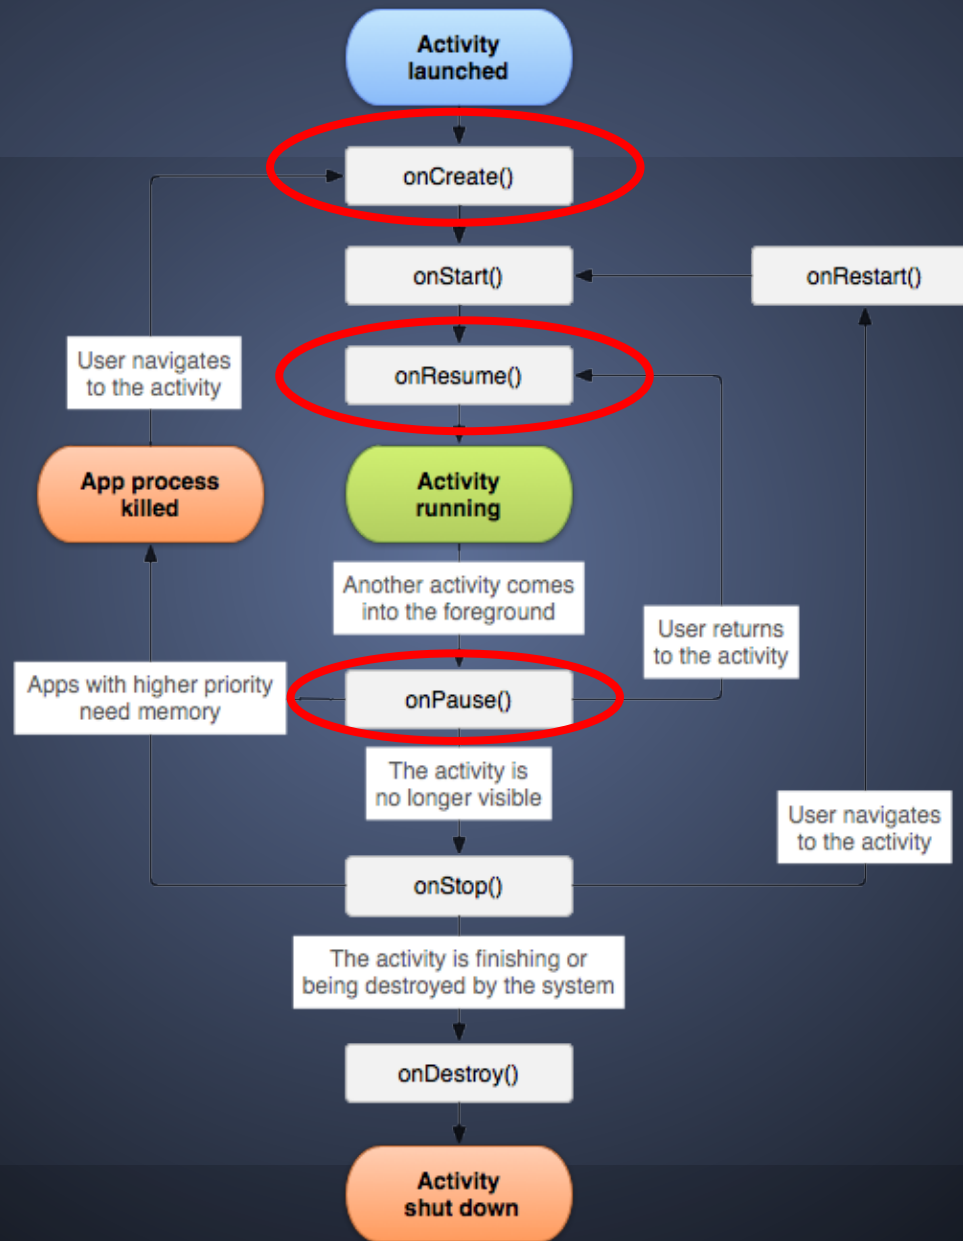 Activity
launched
onCreate()
onStart()
onRestart()
User navigates
to the activity
onResume()
App process
killed
Activity
running
Another activity comes
into the foreground
User returns
to the activity
Apps with higher priority
need memory
onPause()
The activity is
no longer visible
User navigates
to the activity
onStop()
The activity is finishing or
being destroyed by the system
onDestroy()
Activity
shut down